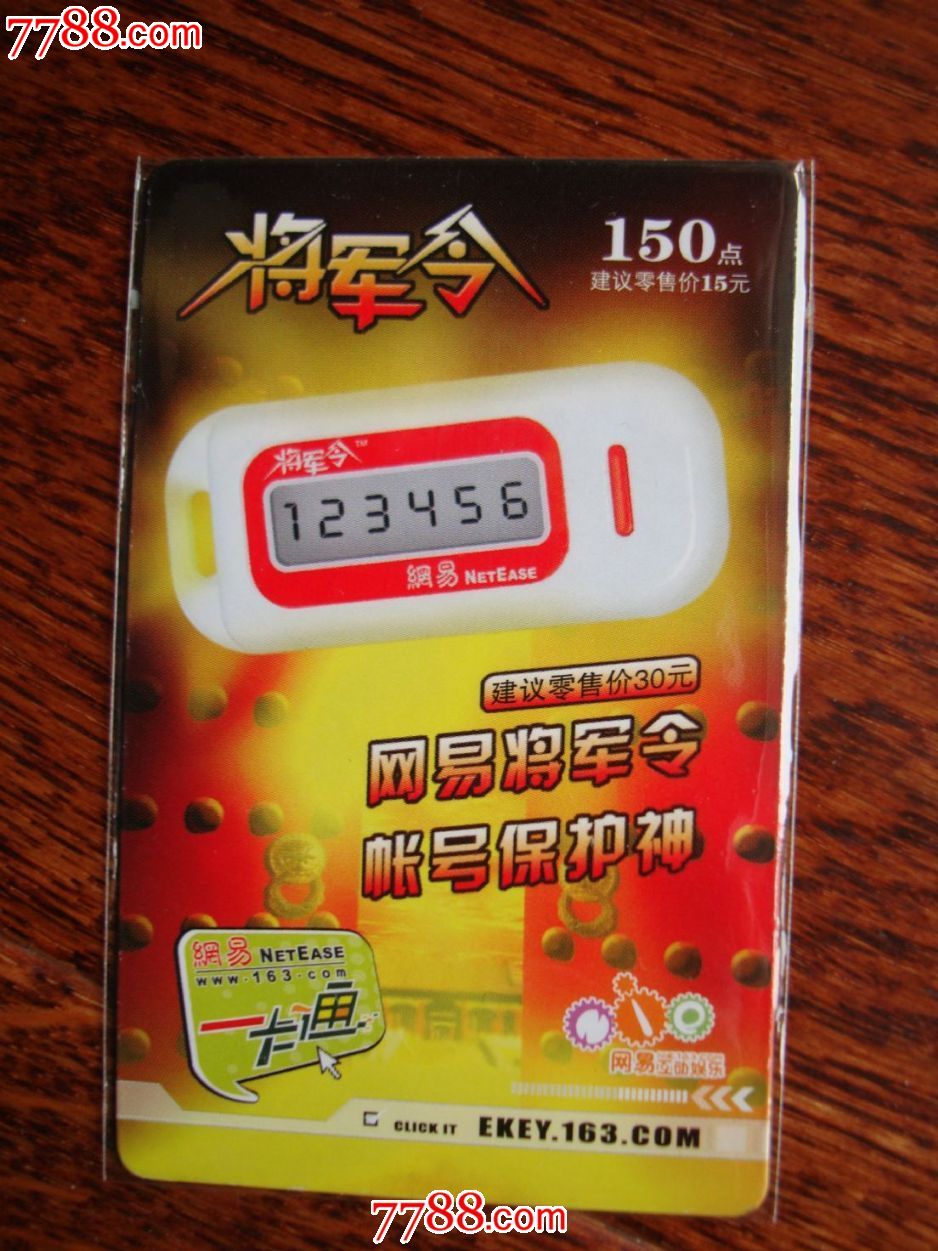 7788.com
将军令
150点
建议零售价15元
将军令™
123456
網易 NETEASE
建议零售价30元
网易将军令
帐号保护神
網易 NETEASE
www.163.com
一卡通
网易互动娱乐
CLICK IT EKEY.163.COM
7788.com